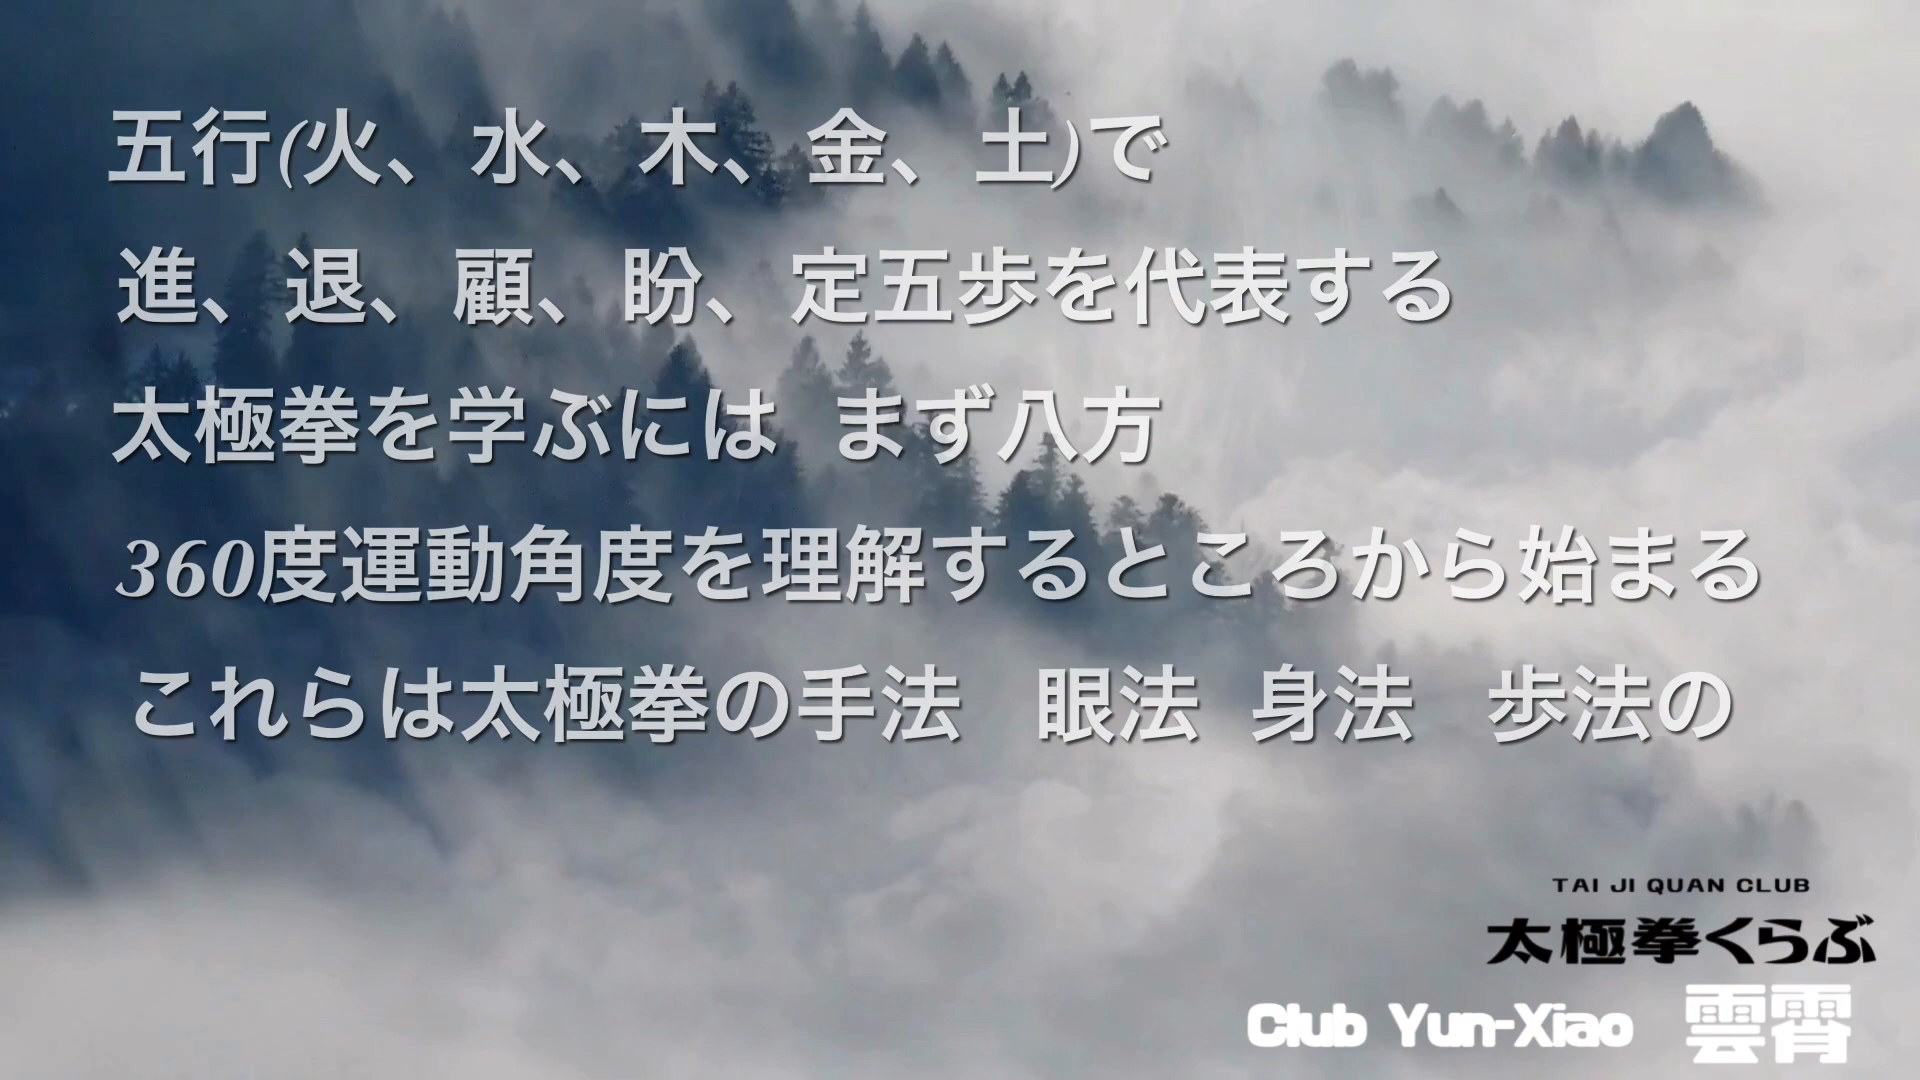 五行(火、水、木、金、土)で
進、退、顧、盼、定五歩を代表する
太極拳を学ぶには まず八方
360度運動角度を理解するところから始まる
これらは太極拳の手法 眼法 身法 歩法の
TAI JI QUAN CLUB
太極拳くらぶ
Club Yun-Xiao 雲霄